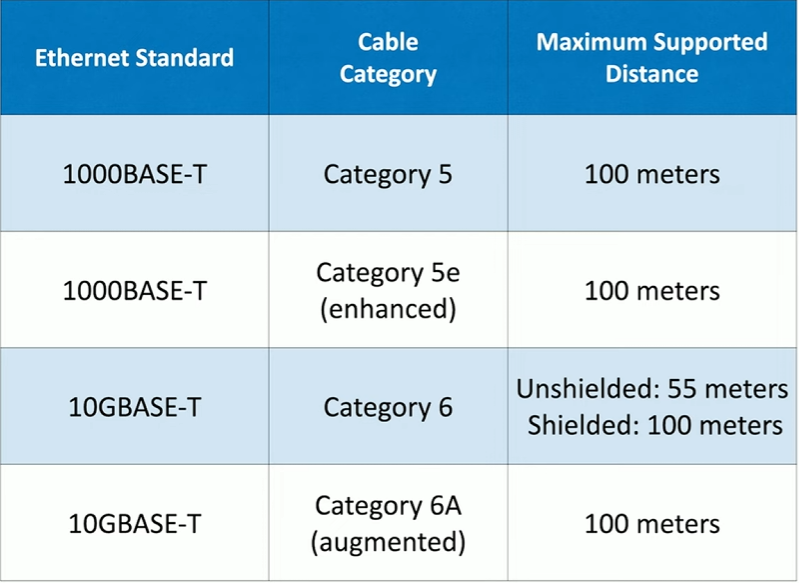 Ethernet Standard
Cable
Category
Maximum Supported
Distance
1000BASE-T
Category 5
100 meters
1000BASE-T
Category 5e
(enhanced)
100 meters
10GBASE-T
Category 6
Unshielded: 55 meters
Shielded: 100 meters
10GBASE-T
Category 6A
(augmented)
100 meters